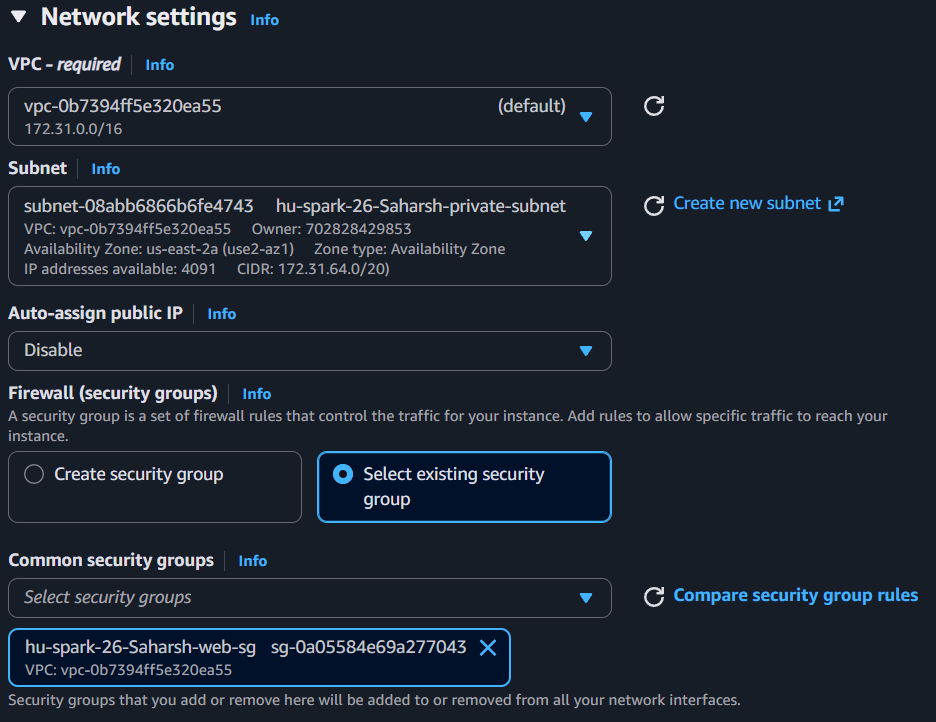 Network settings Info
VPC - required Info
vpc-0b7394ff5e320ea55 (default)
172.31.0.0/16
Subnet Info
subnet-08abb6866b6fe4743 hu-spark-26-Saharsh-private-subnet
VPC: vpc-0b7394ff5e320ea55 Owner: 702828429853
Availability Zone: us-east-2a (use2-az1) Zone type: Availability Zone
IP addresses available: 4091 CIDR: 172.31.64.0/20)
Create new subnet
Auto-assign public IP Info
Disable
Firewall (security groups) Info
A security group is a set of firewall rules that control the traffic for your instance. Add rules to allow specific traffic to reach your
instance.
Create security group
Select existing security
group
Common security groups Info
Select security groups
Compare security group rules
hu-spark-26-Saharsh-web-sg sg-0a05584e69a277043
VPC: vpc-0b7394ff5e320ea55
Security groups that you add or remove here will be added to or removed from all your network interfaces.